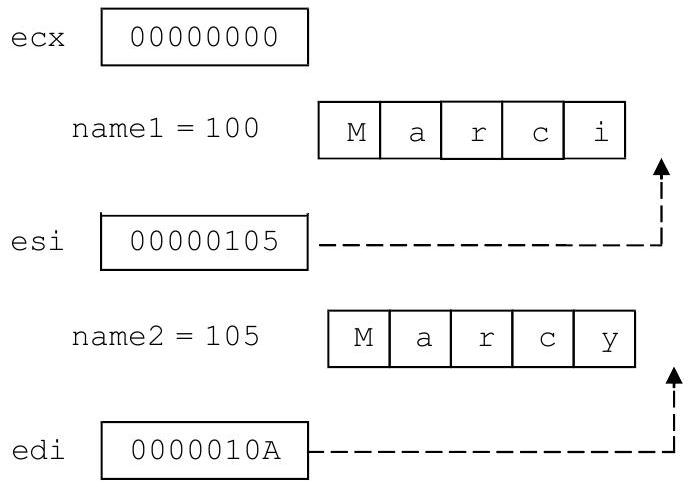 ecx 00000000
name1 = 100 M a r c i
esi 00000105
name2 = 105 M a r c y
edi 0000010A